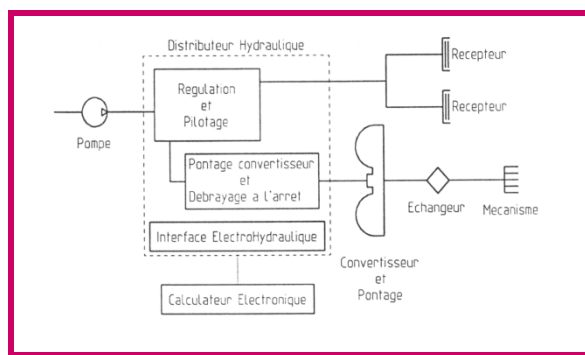 Distributeur Hydraulique
Regulation
et
Pilotage
Recepteur
Recepteur
Pompe
Pontage convertisseur
et
Debrayage a l'arret
Echangeur
Mecanisme
Interface ElectroHydraulique
Convertisseur
et
Pontage
Calculateur Electronique